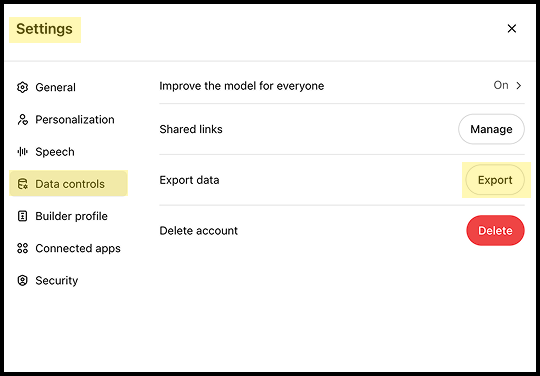 Settings
General
Personalization
Speech
Data controls
Builder profile
Connected apps
Security
Improve the model for everyone On
Shared links Manage
Export data Export
Delete account Delete